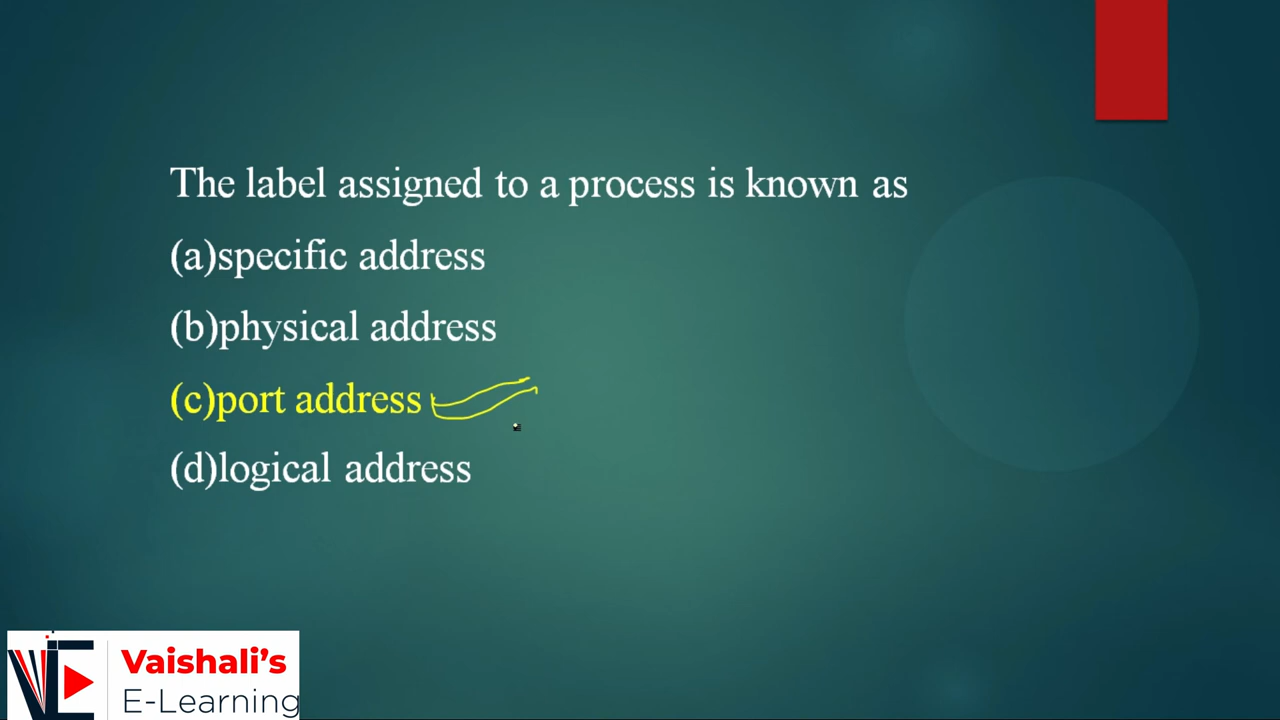 The label assigned to a process is known as
(a)specific address
(b)physical address
(c)port address
(d)logical address
Vaishali's
E-Learning